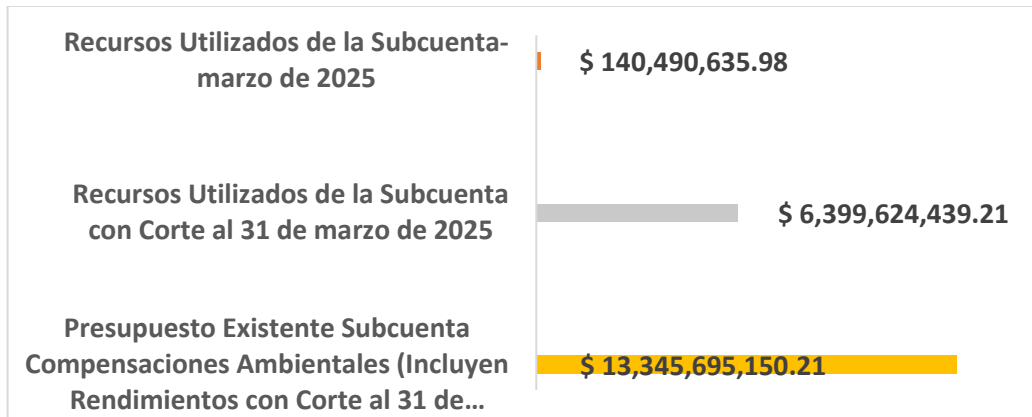 Recursos Utilizados de la Subcuenta-
marzo de 2025
$ 140,490,635.98
Recursos Utilizados de la Subcuenta
con Corte al 31 de marzo de 2025
$ 6,399,624,439.21
Presupuesto Existente Subcuenta
Compensaciones Ambientales (Incluyen
Rendimientos con Corte al 31 de...
$ 13,345,695,150.21